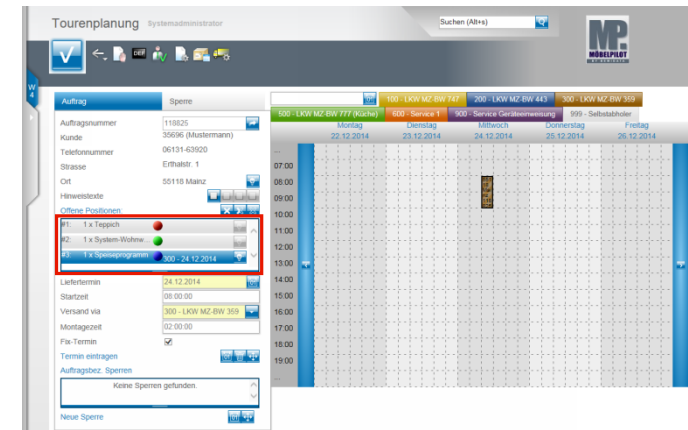 Tourenplanung Systemadministrator
Suchen (Alt+s)
MP
MÖBELPILOT
DEF
W
4
Auftrag Sperre
Auftragsnummer 118825
Kunde 35696 (Mustermann)
Telefonnummer 06131-63920
Strasse Erthalstr. 1
Ort 55118 Mainz
Hinweistexte
Offene Positionen:
#1: 1 x Teppich
#2: 1 x System-Wohnw...
#3: 1 x Speiseprogramm 300 - 24.12.2014
Liefertermin 24.12.2014
Startzeit 08:00:00
Versand via 300 - LKW MZ-BW 359
Montagezeit 02:00:00
Fix-Termin
Termin eintragen
Auftragsbez. Sperren
Keine Sperren gefunden.
Neue Sperre
100 - LKW MZ-BW 747 200 - LKW MZ-BW 443 300 - LKW MZ-BW 359
500 - LKW MZ-BW 777 (Küche) 600 - Service 1 900 - Service Geräteeinweisung 999 - Selbstabholer
Montag Dienstag Mittwoch Donnerstag Freitag
22.12.2014 23.12.2014 24.12.2014 25.12.2014 26.12.2014
...
07:00
08:00
09:00
10:00
11:00
12:00
13:00
14:00
15:00
16:00
17:00
18:00
19:00
...